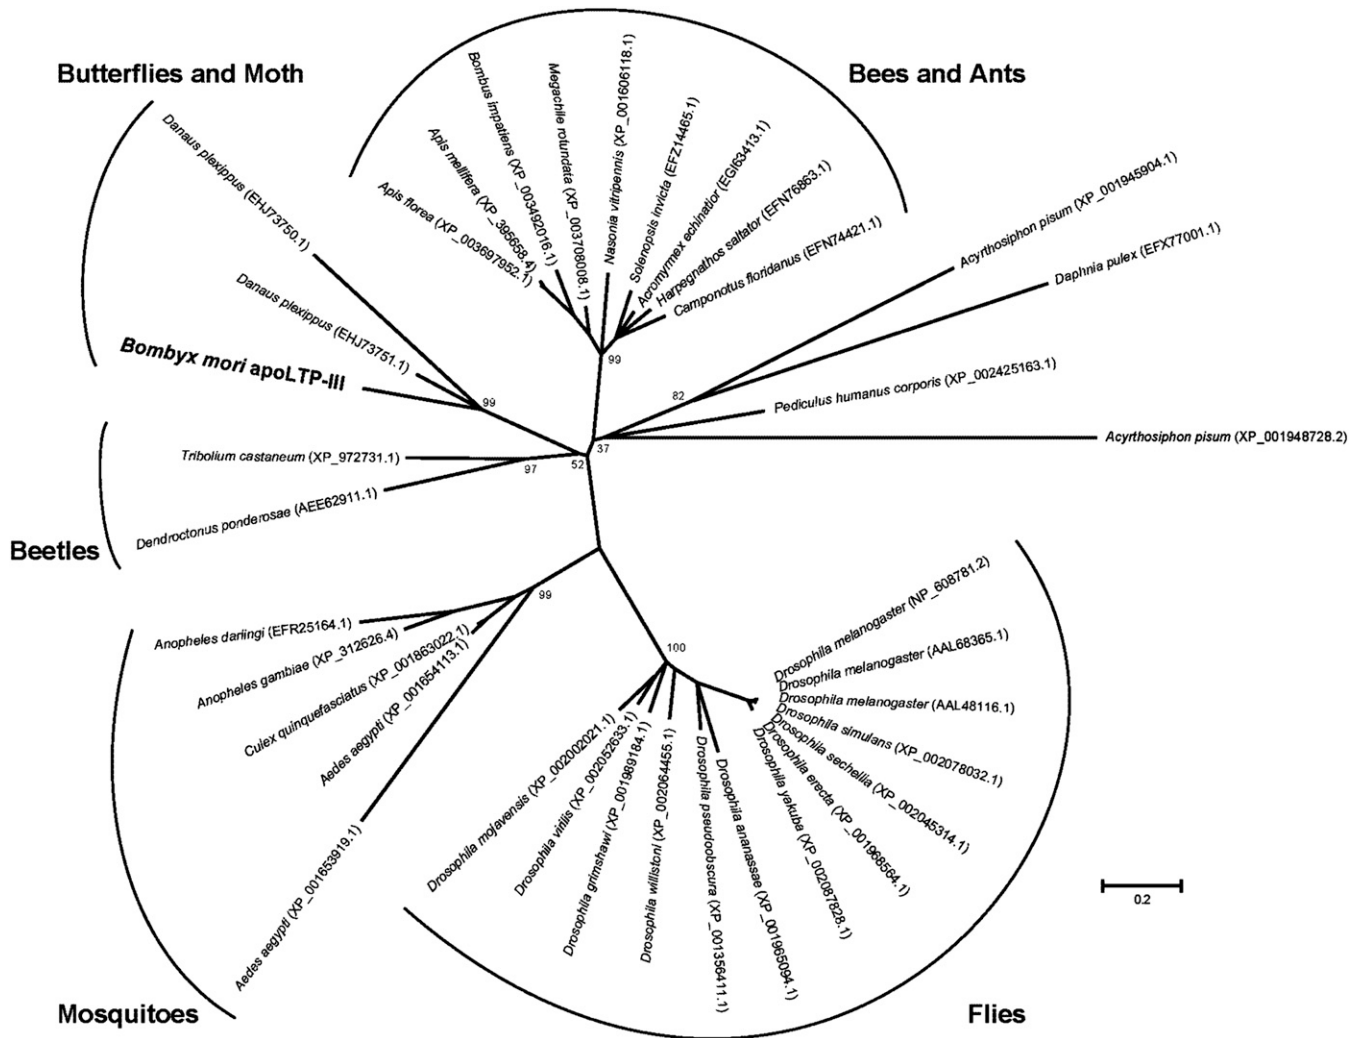 Butterflies and Moth
Bees and Ants
Danaus plexippus (EHJ73750.1)
Danaus plexippus (EHJ73751.1)
Bombyx mori apoLTP-III
Apis florea (XP_003697952.1)
Apis mellifera (XP_395658.4)
Bombus impatiens (XP_003492016.1)
Megachile rotundata (XP_003708008.1)
Nasonia vitripennis (XP_001606118.1)
Solenopsis invicta (EFZ14465.1)
Acromyrmex echinatior (EGI63413.1)
Harpegnathos saltator (EFN76863.1)
Camponotus floridanus (EFN74421.1)
Acyrthosiphon pisum (XP_001945904.1)
Daphnia pulex (EFX77001.1)
Pediculus humanus corporis (XP_002425163.1)
Acyrthosiphon pisum (XP_001948728.2)
99
82
99
37
52
97
Tribolium castaneum (XP_972731.1)
Dendroctonus ponderosae (AEE62911.1)
Beetles
99
Anopheles darlingi (EFR25164.1)
Anopheles gambiae (XP_312626.4)
Culex quinquefasciatus (XP_001863022.1)
Aedes aegypti (XP_001654113.1)
Aedes aegypti (XP_001653919.1)
Mosquitoes
100
Drosophila mojavensis (XP_002002021.1)
Drosophila virilis (XP_002052633.1)
Drosophila grimshawi (XP_001989184.1)
Drosophila willistoni (XP_002064455.1)
Drosophila pseudoobscura (XP_001356411.1)
Drosophila ananassae (XP_001965094.1)
Drosophila yakuba (XP_002087828.1)
Drosophila erecta (XP_001968564.1)
Drosophila sechellia (XP_002045314.1)
Drosophila simulans (XP_002078032.1)
Drosophila melanogaster (AAL48116.1)
Drosophila melanogaster (AAL68365.1)
Drosophila melanogaster (NP_608781.2)
Flies
0.2